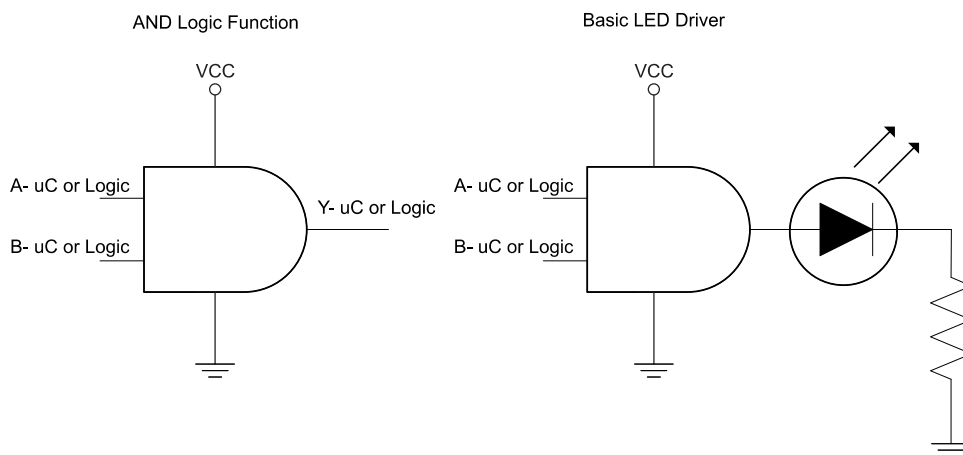 AND Logic Function
VCC
A- uC or Logic
B- uC or Logic
Y- uC or Logic
Basic LED Driver
VCC
A- uC or Logic
B- uC or Logic